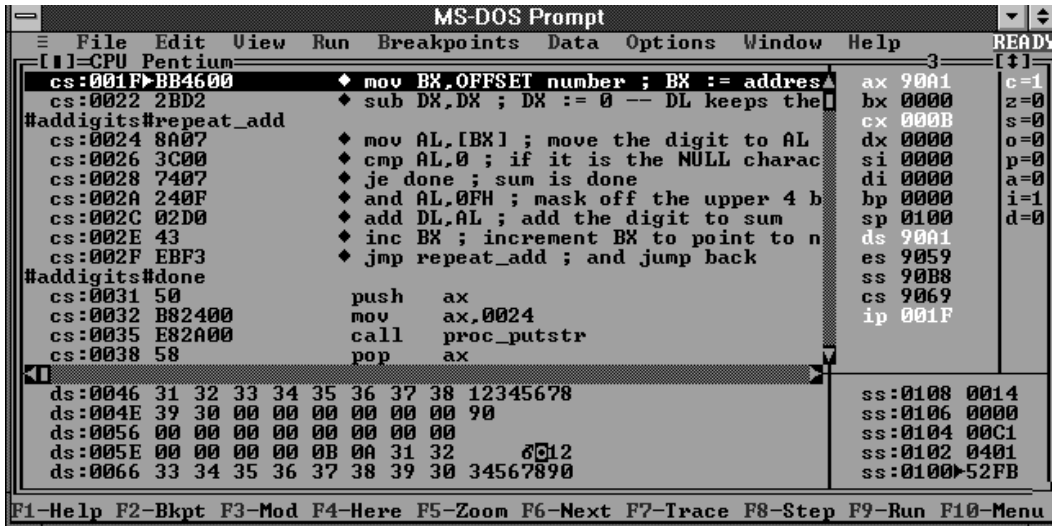 MS-DOS Prompt
≡ File Edit View Run Breakpoints Data Options Window Help READY
[▮]=CPU Pentium 3 [↕]
cs:001F►BB4600 ♦ mov BX,OFFSET number ; BX := addres ax 90A1 c=1
cs:0022 2BD2 ♦ sub DX,DX ; DX := 0 -- DL keeps the bx 0000 z=0
#addigits#repeat_add cx 000B s=0
cs:0024 8A07 ♦ mov AL,[BX] ; move the digit to AL dx 0000 o=0
cs:0026 3C00 ♦ cmp AL,0 ; if it is the NULL charac si 0000 p=0
cs:0028 7407 ♦ je done ; sum is done di 0000 a=0
cs:002A 240F ♦ and AL,0FH ; mask off the upper 4 b bp 0000 i=1
cs:002C 02D0 ♦ add DL,AL ; add the digit to sum sp 0100 d=0
cs:002E 43 ♦ inc BX ; increment BX to point to n ds 90A1
cs:002F EBF3 ♦ jmp repeat_add ; and jump back es 9059
#addigits#done ss 90B8
cs:0031 50 push ax cs 9069
cs:0032 B82400 mov ax,0024 ip 001F
cs:0035 E82A00 call proc_putstr
cs:0038 58 pop ax
ds:0046 31 32 33 34 35 36 37 38 12345678 ss:0108 0014
ds:004E 39 30 00 00 00 00 00 00 90 ss:0106 0000
ds:0056 00 00 00 00 00 00 00 00 ss:0104 00C1
ds:005E 00 00 00 00 0B 0A 31 32 ♂◙12 ss:0102 0401
ds:0066 33 34 35 36 37 38 39 30 34567890 ss:0100►52FB
F1-Help F2-Bkpt F3-Mod F4-Here F5-Zoom F6-Next F7-Trace F8-Step F9-Run F10-Menu